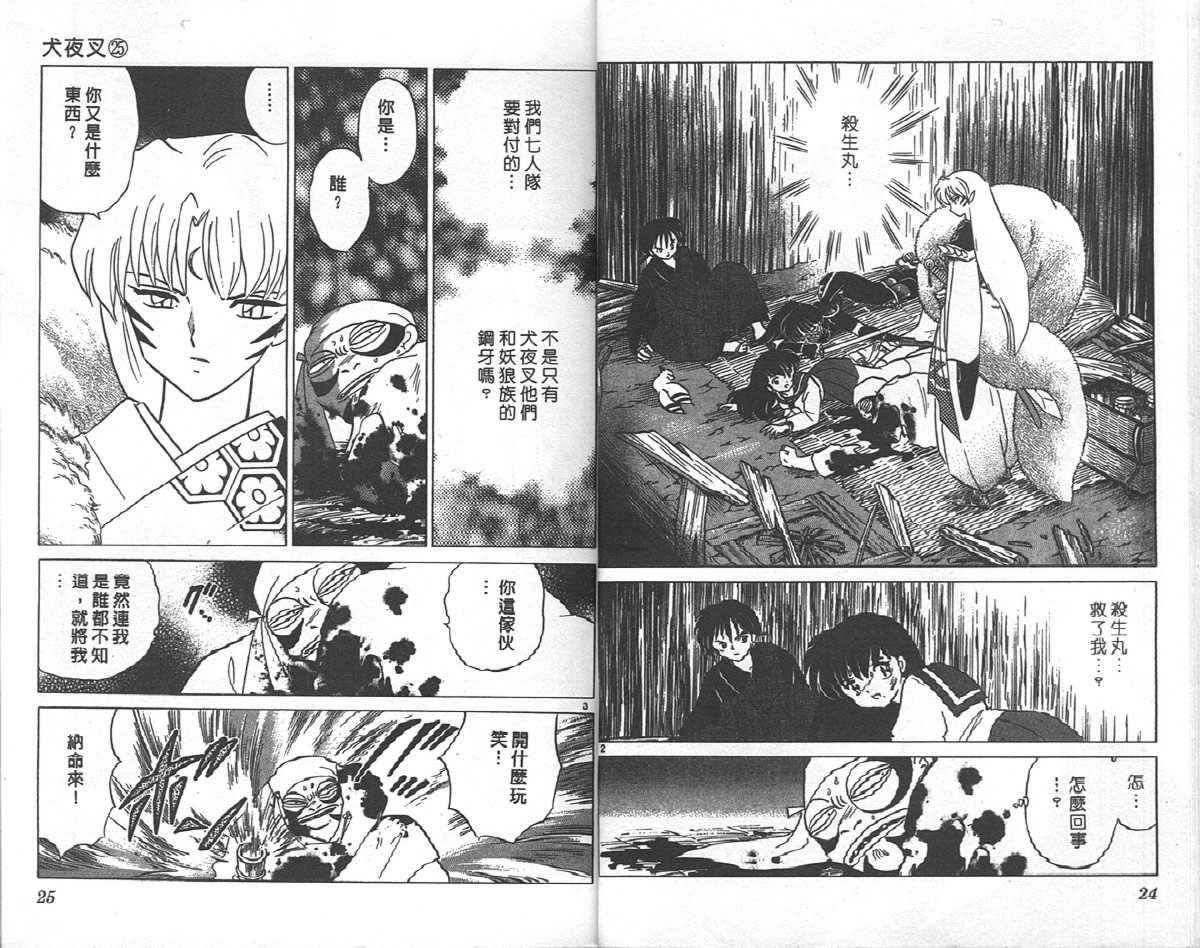 殺生丸…
殺生丸…
救了我…？
怎…
怎麼回事
…？
24
犬夜叉㉕
我們七人隊
要對付的…
不是只有
犬夜叉他們
和妖狼族的
鋼牙嗎？
你是…
誰？
……
你又是什麼
東西？
你這傢伙
…
竟然連我
是誰都不知
道，就將我
…
開什麼玩
笑…
納命來！
25
2
3